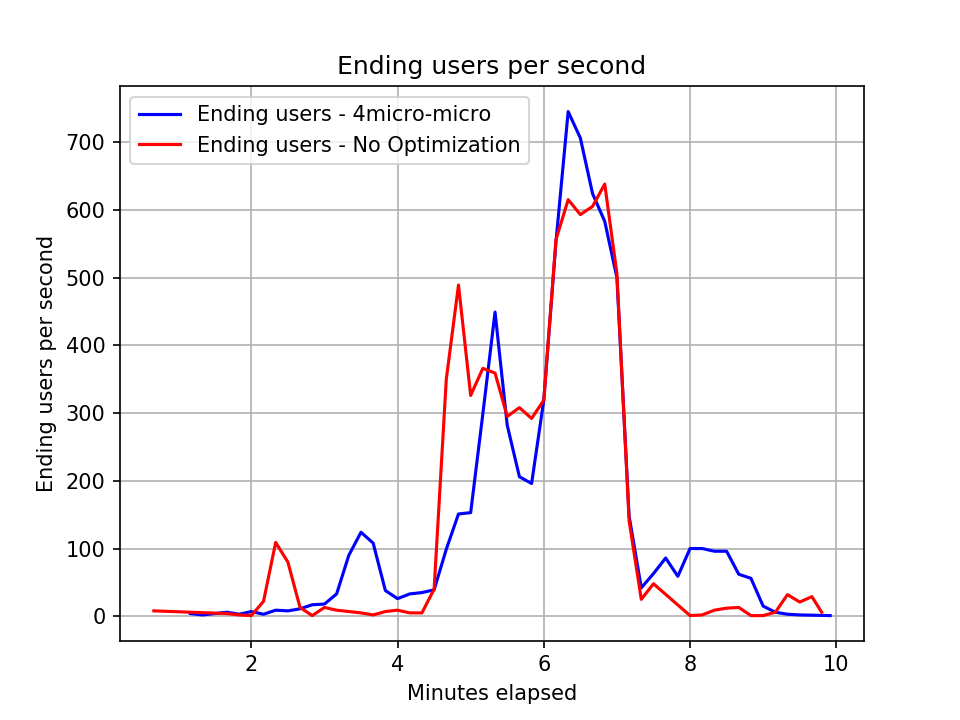 Ending users per second
Ending users - 4micro-micro
Ending users - No Optimization
Ending users per second
700
600
500
400
300
200
100
0
2 4 6 8 10
Minutes elapsed